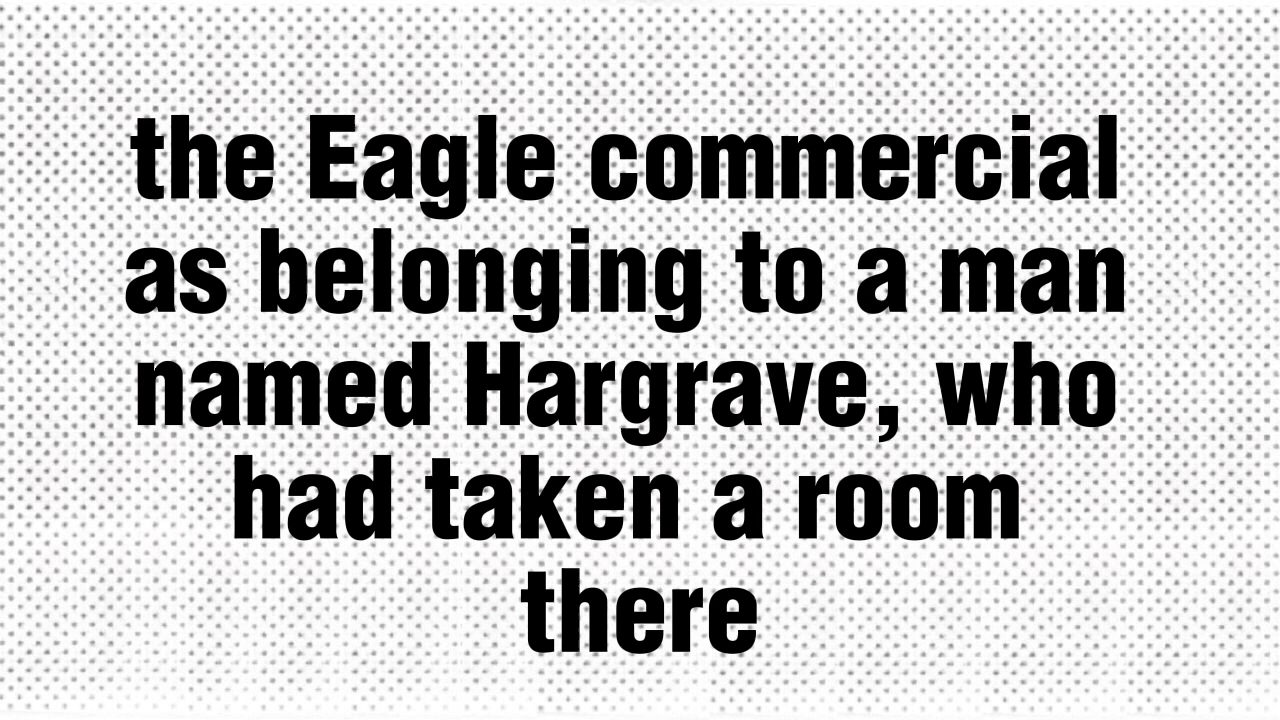 the Eagle commercial
as belonging to a man
named Hargrave, who
had taken a room
there